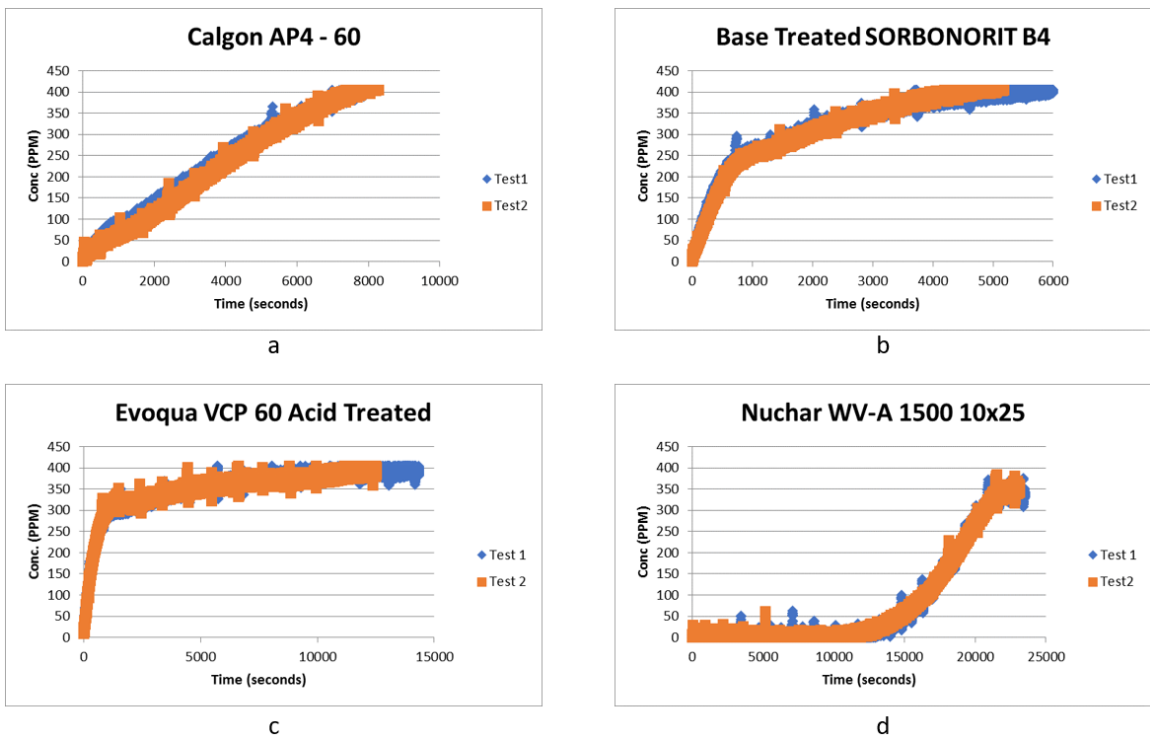 Calgon AP4 - 60
450
400
350
300
250
200
150
100
50
0
Conc (PPM)
0 2000 4000 6000 8000 10000
Time (seconds)
Test1
Test2
a
Base Treated SORBONORIT B4
450
400
350
300
250
200
150
100
50
0
Conc (PPM)
0 1000 2000 3000 4000 5000 6000
Time (seconds)
Test1
Test2
b
Evoqua VCP 60 Acid Treated
450
400
350
300
250
200
150
100
50
0
Conc. (PPM)
0 5000 10000 15000
Time (seconds)
Test 1
Test 2
c
Nuchar WV-A 1500 10x25
450
400
350
300
250
200
150
100
50
0
Conc (PPM)
0 5000 10000 15000 20000 25000
Time (seconds)
Test 1
Test2
d